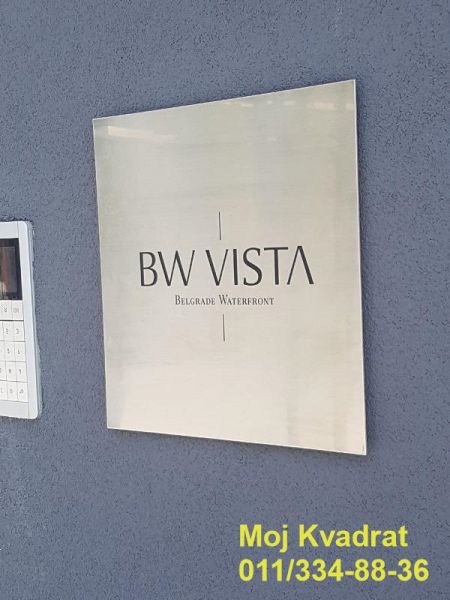 BW VISTA
BELGRADE WATERFRONT
Moj Kvadrat
011/334-88-36